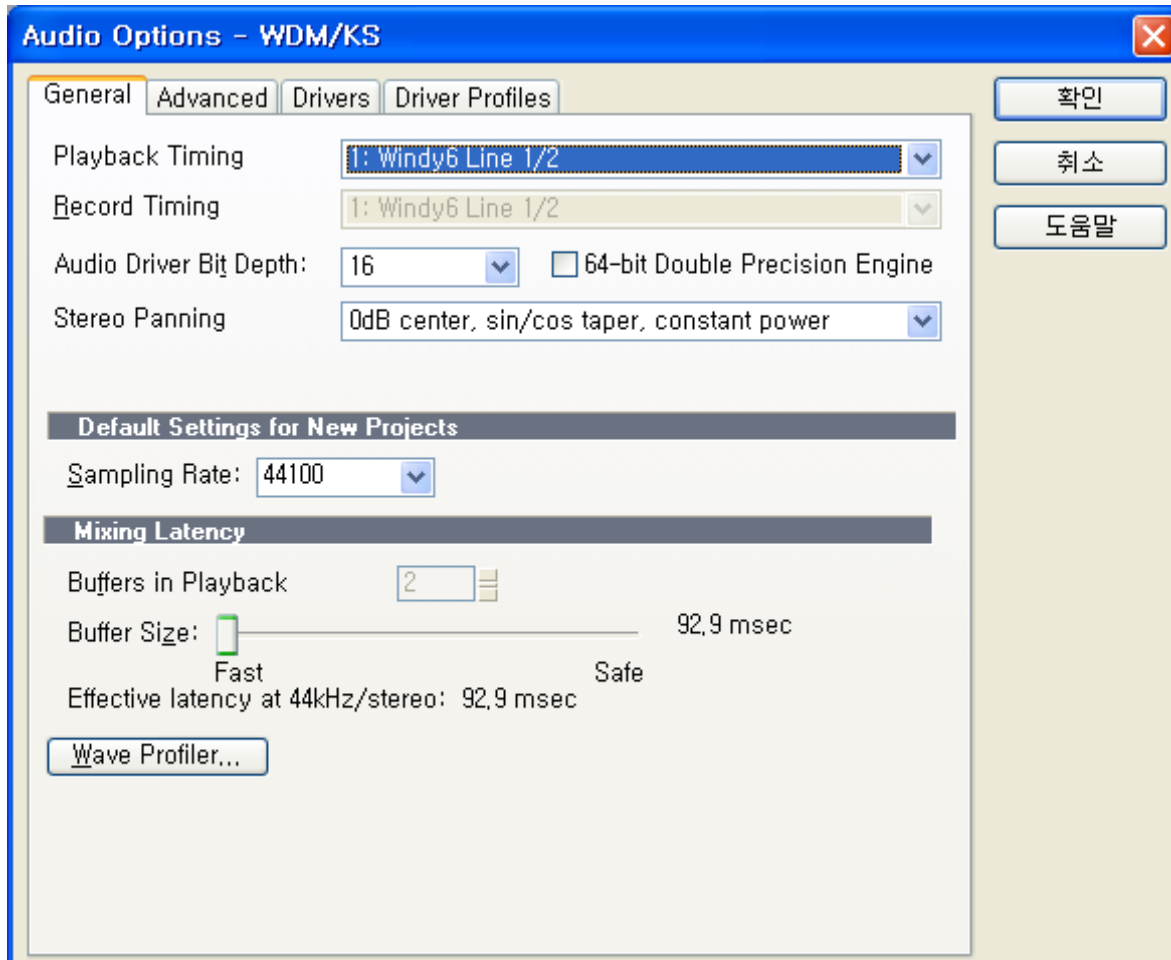 Audio Options - WDM/KS
General Advanced Drivers Driver Profiles
확인
Playback Timing 1: Windy6 Line 1/2
취소
Record Timing 1: Windy6 Line 1/2
도움말
Audio Driver Bit Depth: 16 64-bit Double Precision Engine
Stereo Panning 0dB center, sin/cos taper, constant power
Default Settings for New Projects
Sampling Rate: 44100
Mixing Latency
Buffers in Playback 2
Buffer Size: 92,9 msec
Fast Safe
Effective latency at 44kHz/stereo: 92,9 msec
Wave Profiler,,,